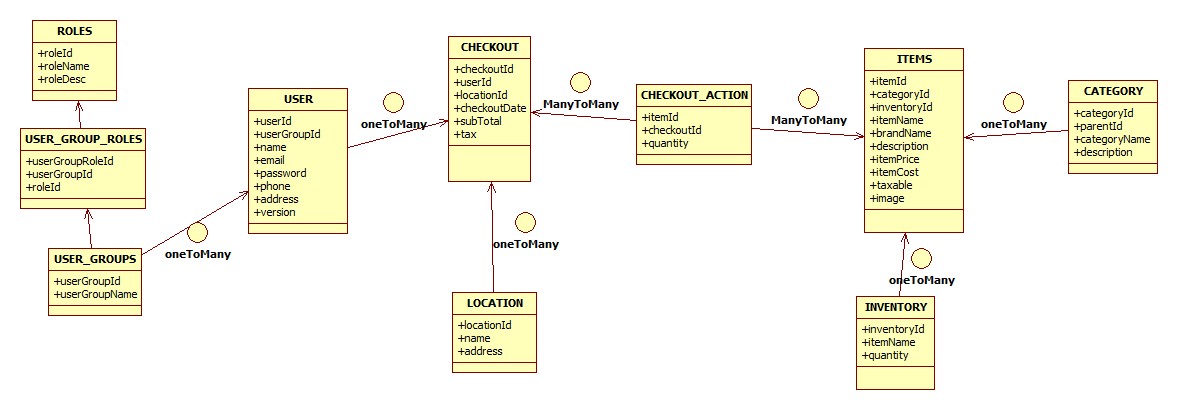 ROLES
+roleId
+roleName
+roleDesc
USER_GROUP_ROLES
+userGroupRoleId
+userGroupId
+roleId
USER_GROUPS
+userGroupId
+userGroupName
oneToMany
USER
+userId
+userGroupId
+name
+email
+password
+phone
+address
+version
oneToMany
CHECKOUT
+checkoutId
+userId
+locationId
+checkoutDate
+subTotal
+tax
oneToMany
LOCATION
+locationId
+name
+address
ManyToMany
CHECKOUT_ACTION
+itemId
+checkoutId
+quantity
ManyToMany
ITEMS
+itemId
+categoryId
+inventoryId
+itemName
+brandName
+description
+itemPrice
+itemCost
+taxable
+image
oneToMany
INVENTORY
+inventoryId
+itemName
+quantity
oneToMany
CATEGORY
+categoryId
+parentId
+categoryName
+description